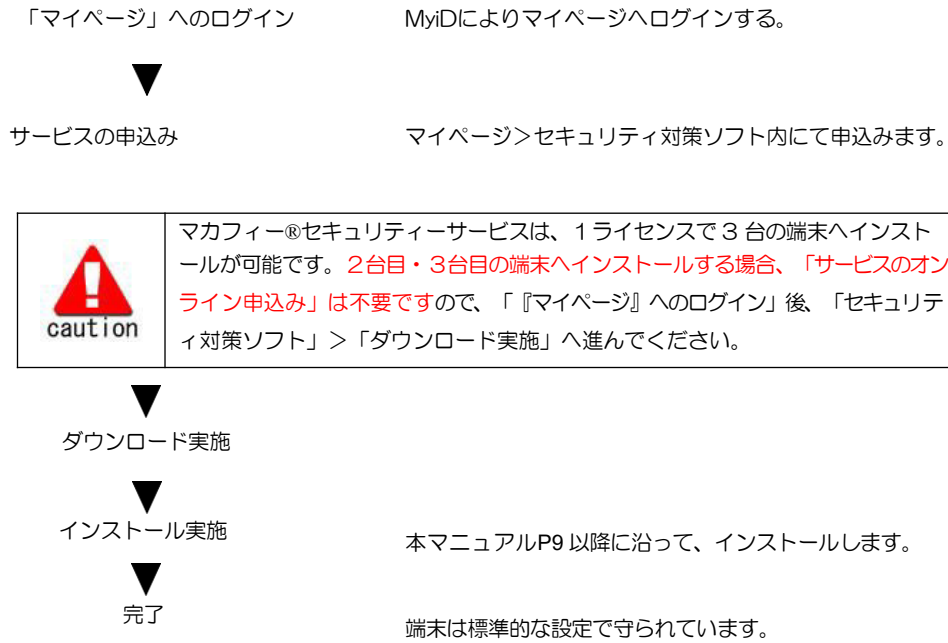 「マイページ」へのログイン
MyiDによりマイページへログインする。
サービスの申込み
マイページ＞セキュリティ対策ソフト内にて申込みます。
caution
マカフィー®セキュリティーサービスは、１ライセンスで３台の端末へインスト
ールが可能です。２台目・３台目の端末へインストールする場合、「サービスのオン
ライン申込み」は不要ですので、「『マイページ』へのログイン」後、「セキュリテ
ィ対策ソフト」＞「ダウンロード実施」へ進んでください。
ダウンロード実施
インストール実施
本マニュアルP9 以降に沿って、インストールします。
完了
端末は標準的な設定で守られています。